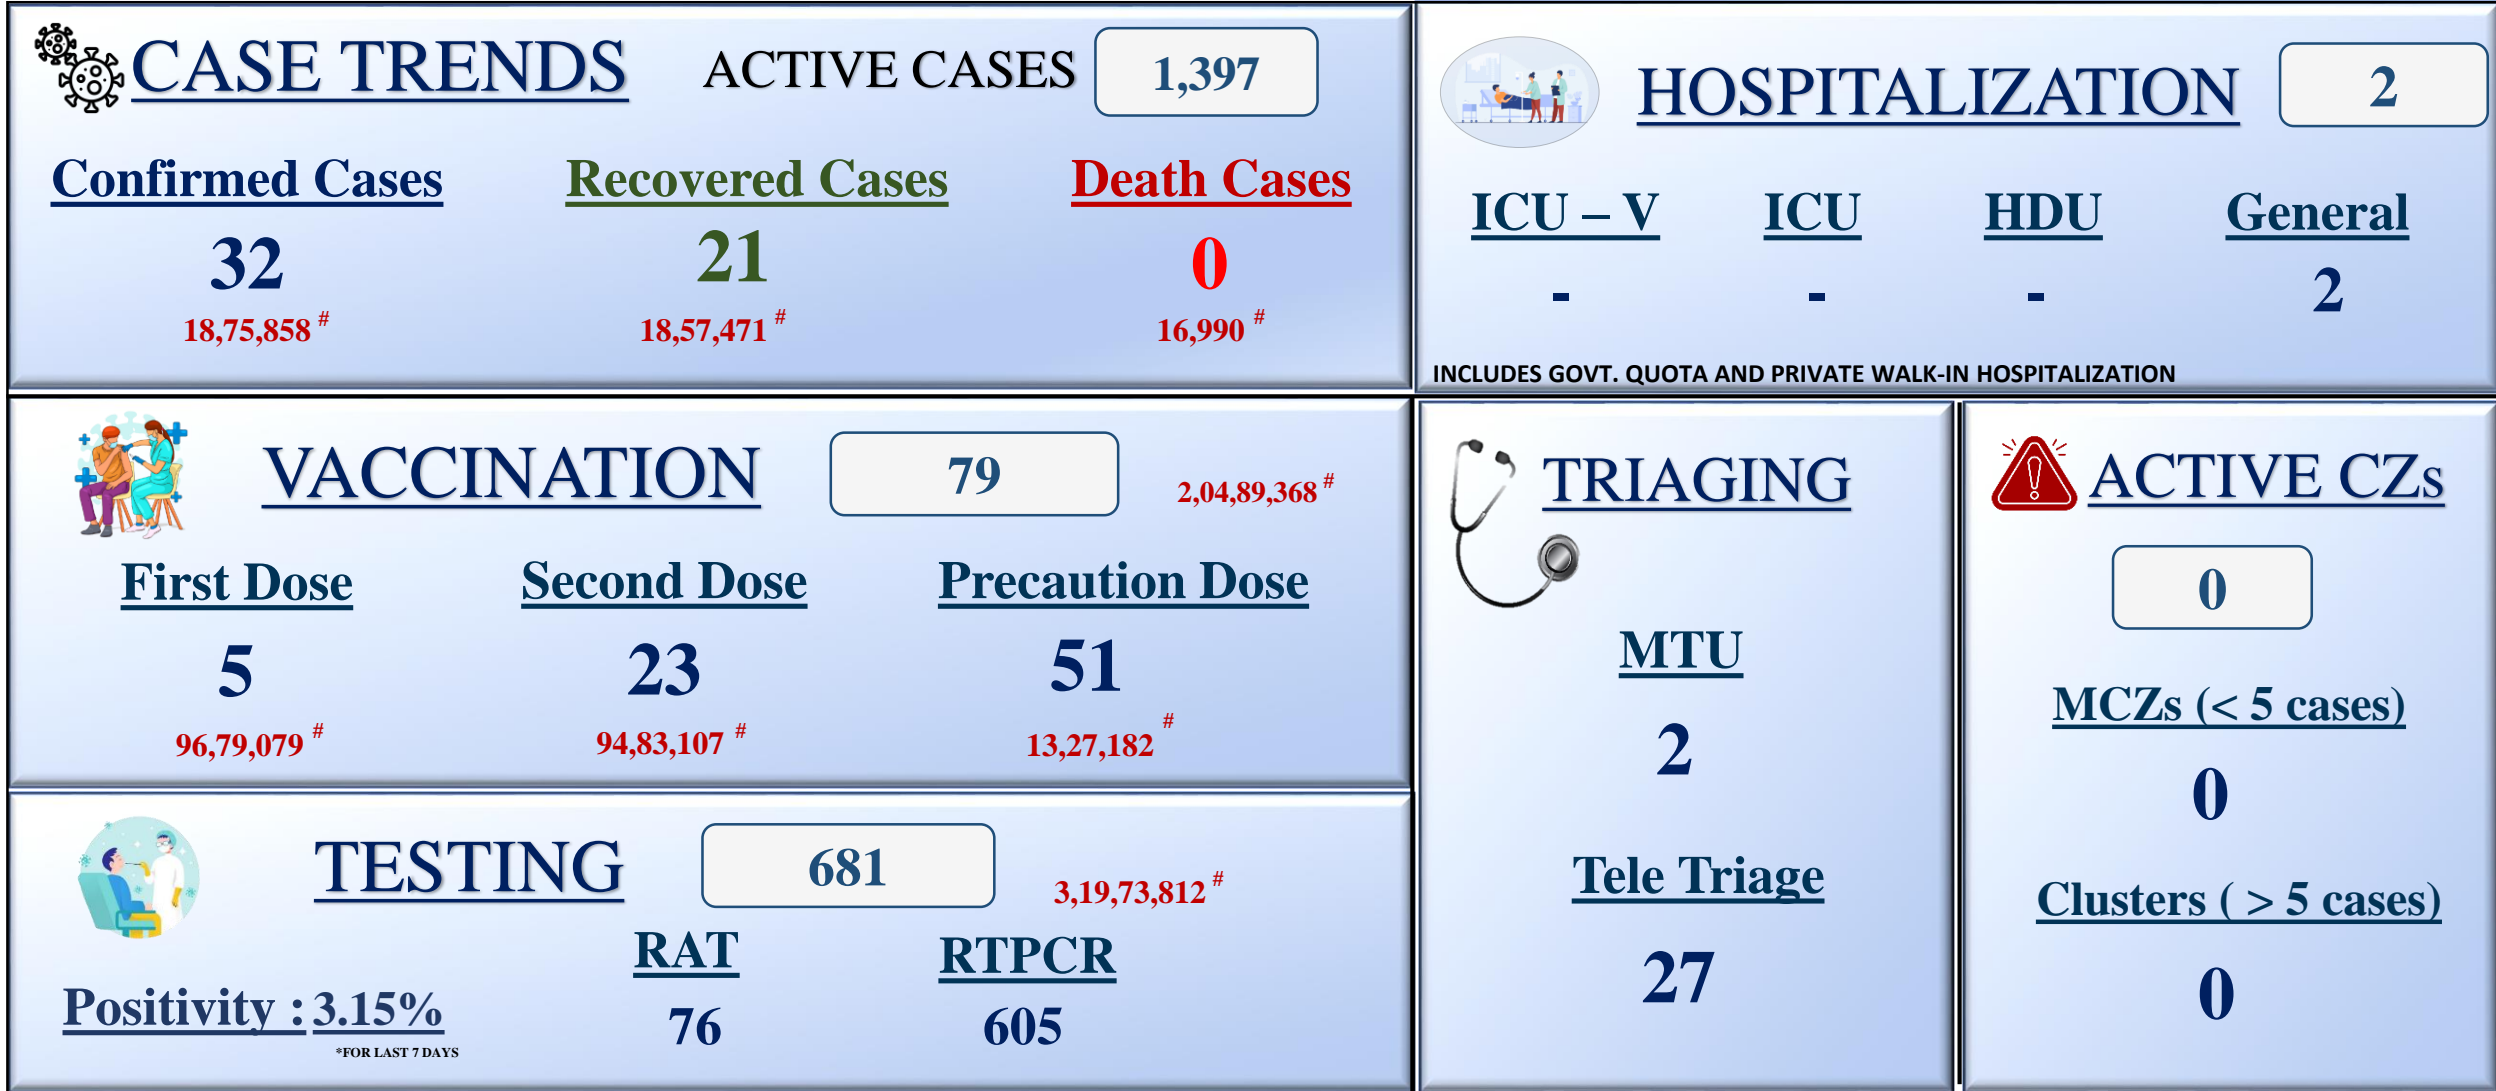 CASE TRENDS ACTIVE CASES 1,397
Confirmed Cases Recovered Cases Death Cases
32 21 0
18,75,858 # 18,57,471 # 16,990 #
HOSPITALIZATION 2
ICU – V ICU HDU General
- - - 2
INCLUDES GOVT. QUOTA AND PRIVATE WALK-IN HOSPITALIZATION
VACCINATION 79 2,04,89,368 #
First Dose Second Dose Precaution Dose
5 23 51
96,79,079 # 94,83,107 # 13,27,182 #
TESTING 681 3,19,73,812 #
RAT RTPCR
Positivity : 3.15% 76 605
*FOR LAST 7 DAYS
TRIAGING
MTU
2
Tele Triage
27
ACTIVE CZs
0
MCZs (< 5 cases)
0
Clusters ( > 5 cases)
0